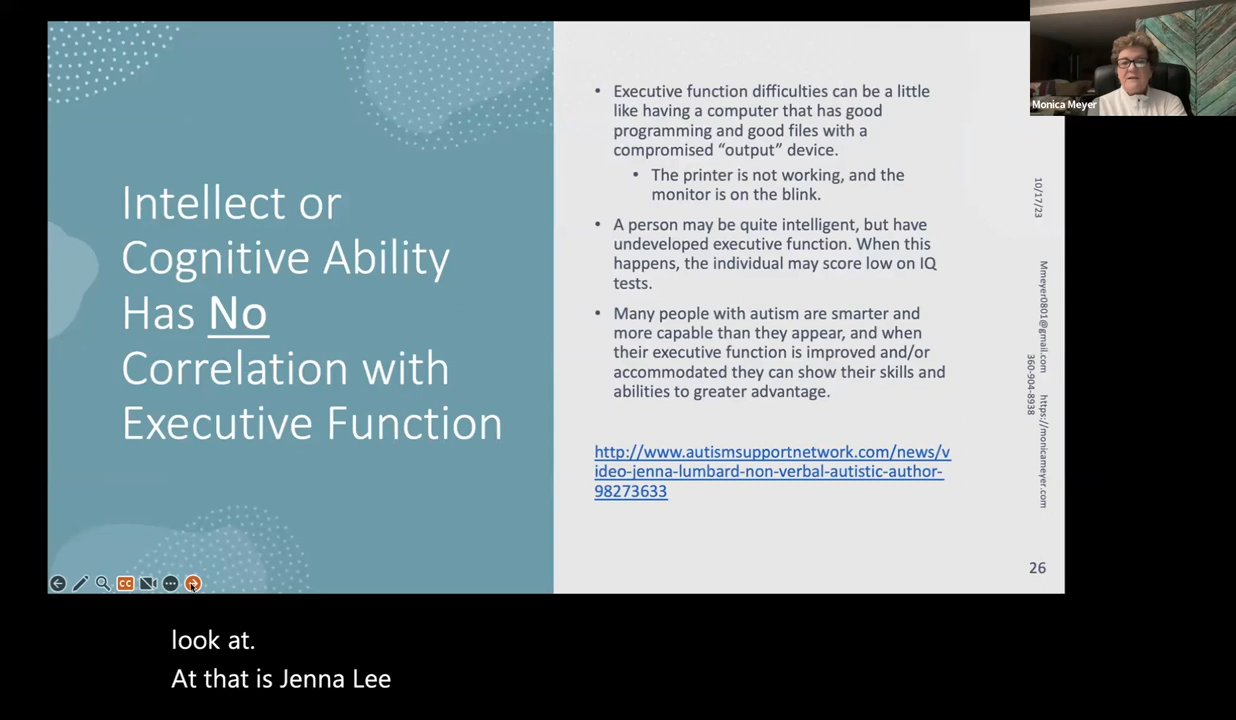 Intellect or
Cognitive Ability
Has No
Correlation with
Executive Function
• Executive function difficulties can be a little
like having a computer that has good
programming and good files with a
compromised “output” device.
• The printer is not working, and the
monitor is on the blink.
• A person may be quite intelligent, but have
undeveloped executive function. When this
happens, the individual may score low on IQ
tests.
• Many people with autism are smarter and
more capable than they appear, and when
their executive function is improved and/or
accommodated they can show their skills and
abilities to greater advantage.
http://www.autismsupportnetwork.com/news/v
ideo-jenna-lumbard-non-verbal-autistic-author-
98273633
Monica Meyer
10/17/23
Mmeyer0801@gmail.com https://monicameyer.com
360-904-8938
26
CC
look at.
At that is Jenna Lee